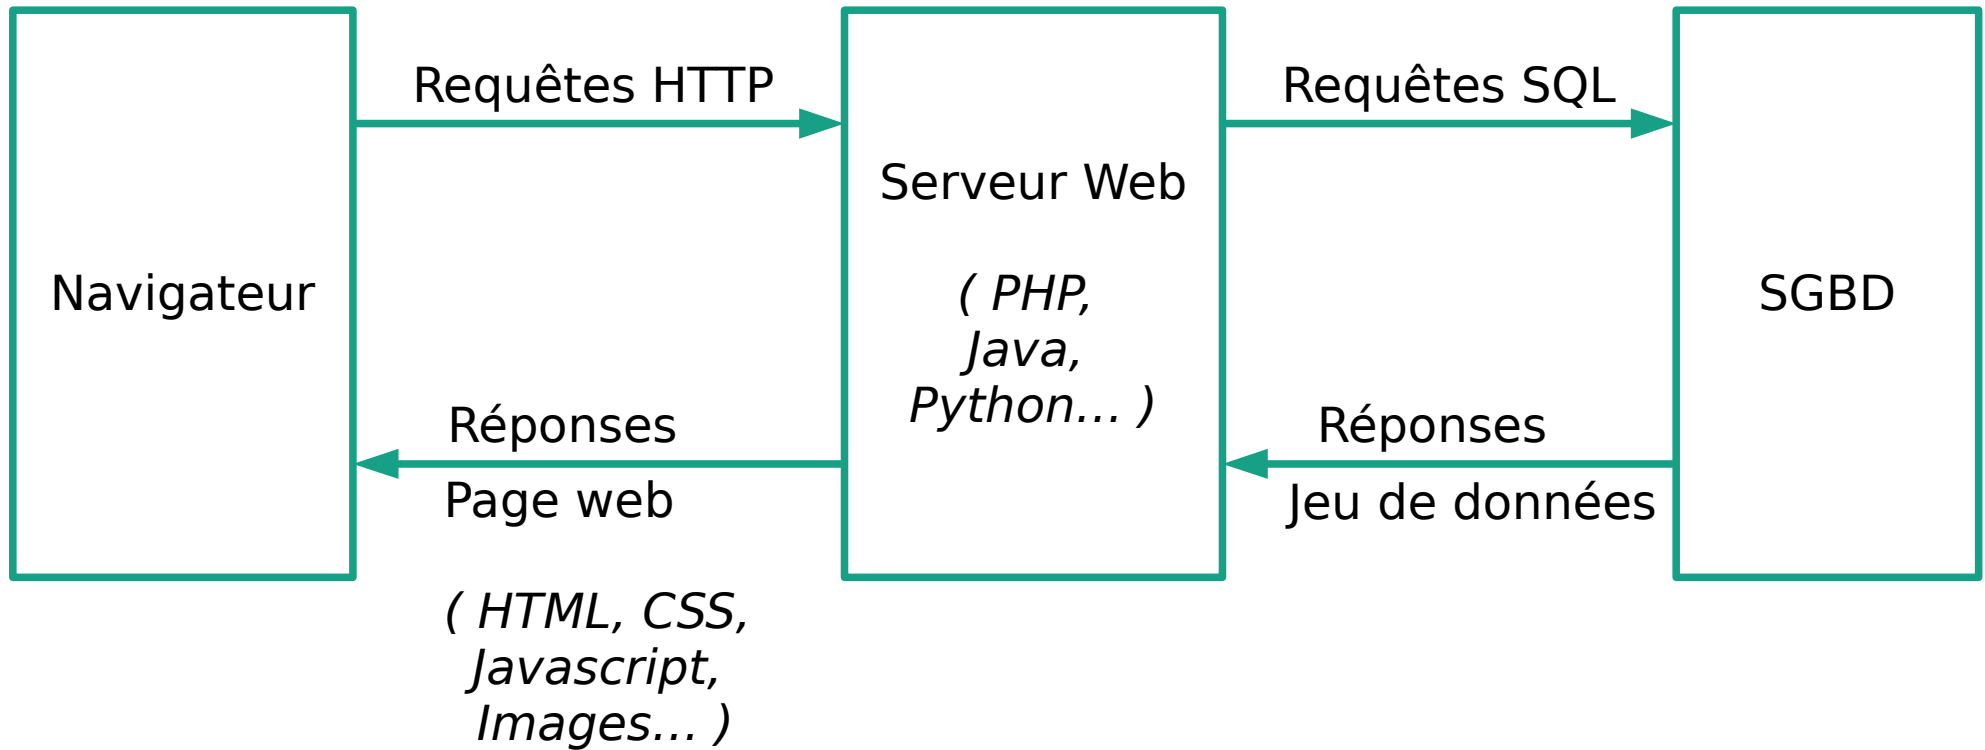 Requêtes HTTP
Requêtes SQL
Navigateur
Serveur Web
( PHP,
Java,
Python... )
SGBD
Réponses
Page web
( HTML, CSS,
Javascript,
Images... )
Réponses
Jeu de données